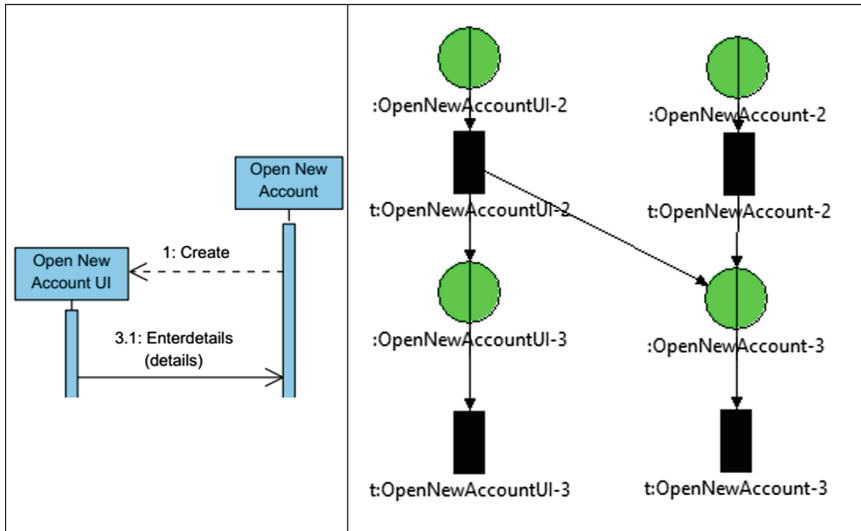 Open New
Account
1: Create
Open New
Account UI
3.1: Enterdetails
(details)
:OpenNewAccountUI-2
:OpenNewAccount-2
t:OpenNewAccountUI-2
t:OpenNewAccount-2
:OpenNewAccountUI-3
:OpenNewAccount-3
t:OpenNewAccountUI-3
t:OpenNewAccount-3